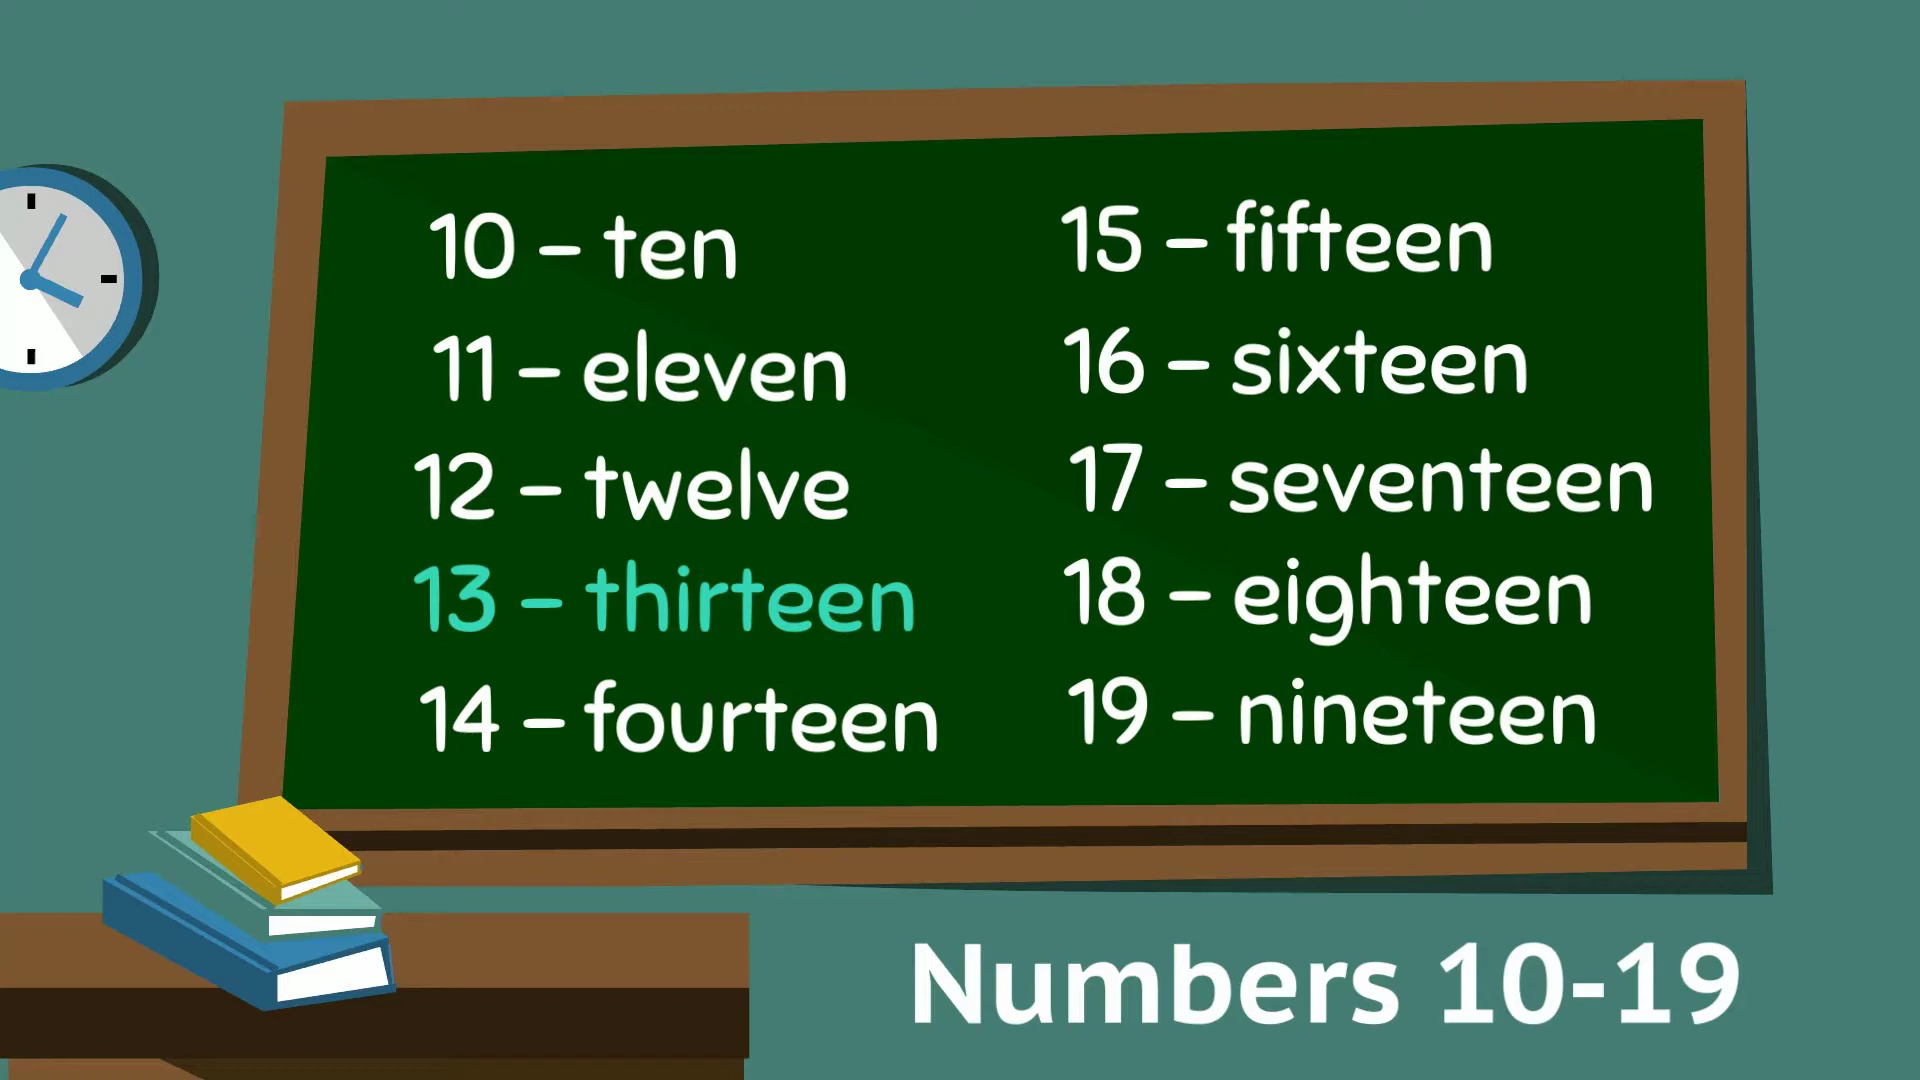 10 – ten
11 – eleven
12 – twelve
13 – thirteen
14 – fourteen
15 – fifteen
16 – sixteen
17 – seventeen
18 – eighteen
19 – nineteen
Numbers 10-19